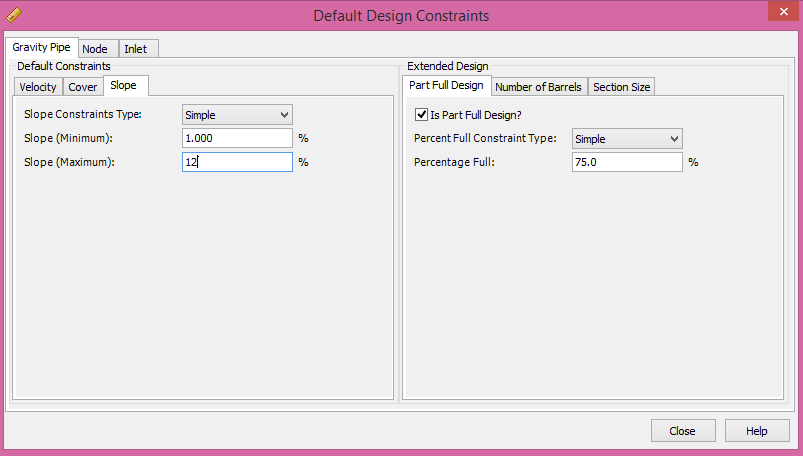 Default Design Constraints
Gravity Pipe Node Inlet
Default Constraints
Velocity Cover Slope
Slope Constraints Type: Simple
Slope (Minimum): 1.000 %
Slope (Maximum): 12 %
Extended Design
Part Full Design Number of Barrels Section Size
Is Part Full Design?
Percent Full Constraint Type: Simple
Percentage Full: 75.0 %
Close Help